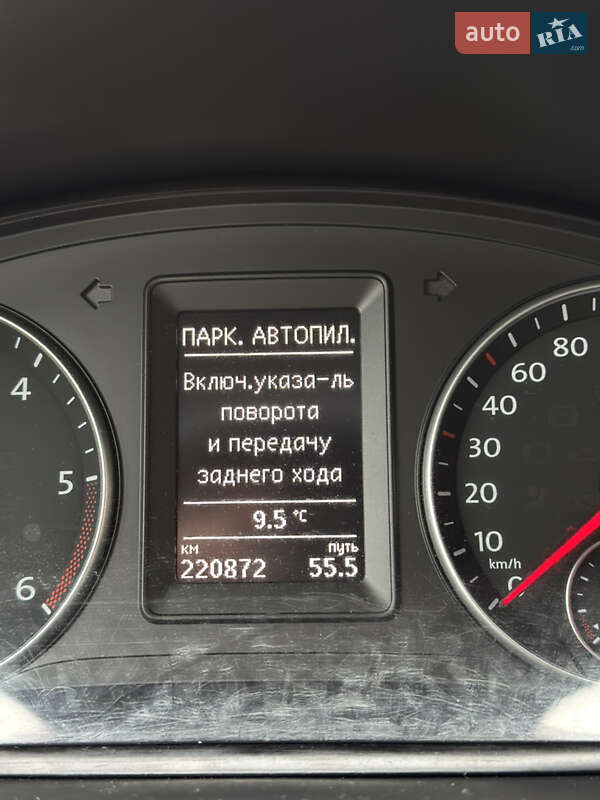 auto RIA.com
ПАРК. АВТОПИЛ.
Включ.указа-ль
поворота
и передачу
заднего хода
9.5 °C
км путь
220872 55.5
4
5
6
80
60
40
30
20
10
km/h
0